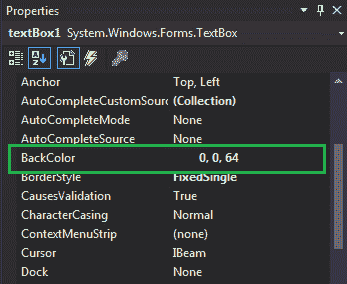 Properties
textBox1 System.Windows.Forms.TextBox
Anchor Top, Left
AutoCompleteCustomSourc (Collection)
AutoCompleteMode None
AutoCompleteSource None
BackColor 0, 0, 64
BorderStyle FixedSingle
CausesValidation True
CharacterCasing Normal
ContextMenuStrip (none)
Cursor IBeam
Dock None